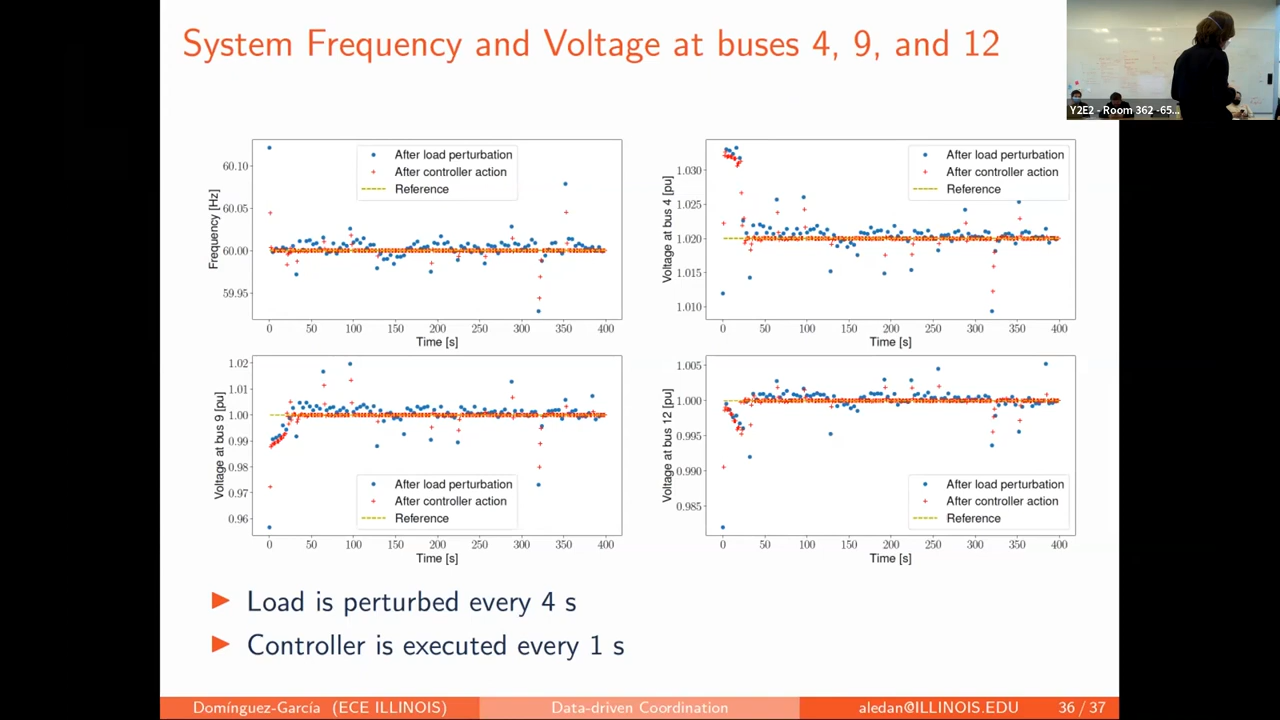 System Frequency and Voltage at buses 4, 9, and 12
Y2E2 - Room 362 -65...
After load perturbation
After controller action
Reference
60.10
60.05
60.00
59.95
Frequency [Hz]
0 50 100 150 200 250 300 350 400
Time [s]
After load perturbation
After controller action
Reference
1.030
1.025
1.020
1.015
1.010
Voltage at bus 4 [pu]
0 50 100 150 200 250 300 350 400
Time [s]
1.02
1.01
1.00
0.99
0.98
0.97
0.96
Voltage at bus 9 [pu]
After load perturbation
After controller action
Reference
0 50 100 150 200 250 300 350 400
Time [s]
1.005
1.000
0.995
0.990
0.985
Voltage at bus 12 [pu]
After load perturbation
After controller action
Reference
0 50 100 150 200 250 300 350 400
Time [s]
Load is perturbed every 4 s
Controller is executed every 1 s
Domínguez-García (ECE ILLINOIS) Data-driven Coordination aledan@ILLINOIS.EDU 36 / 37